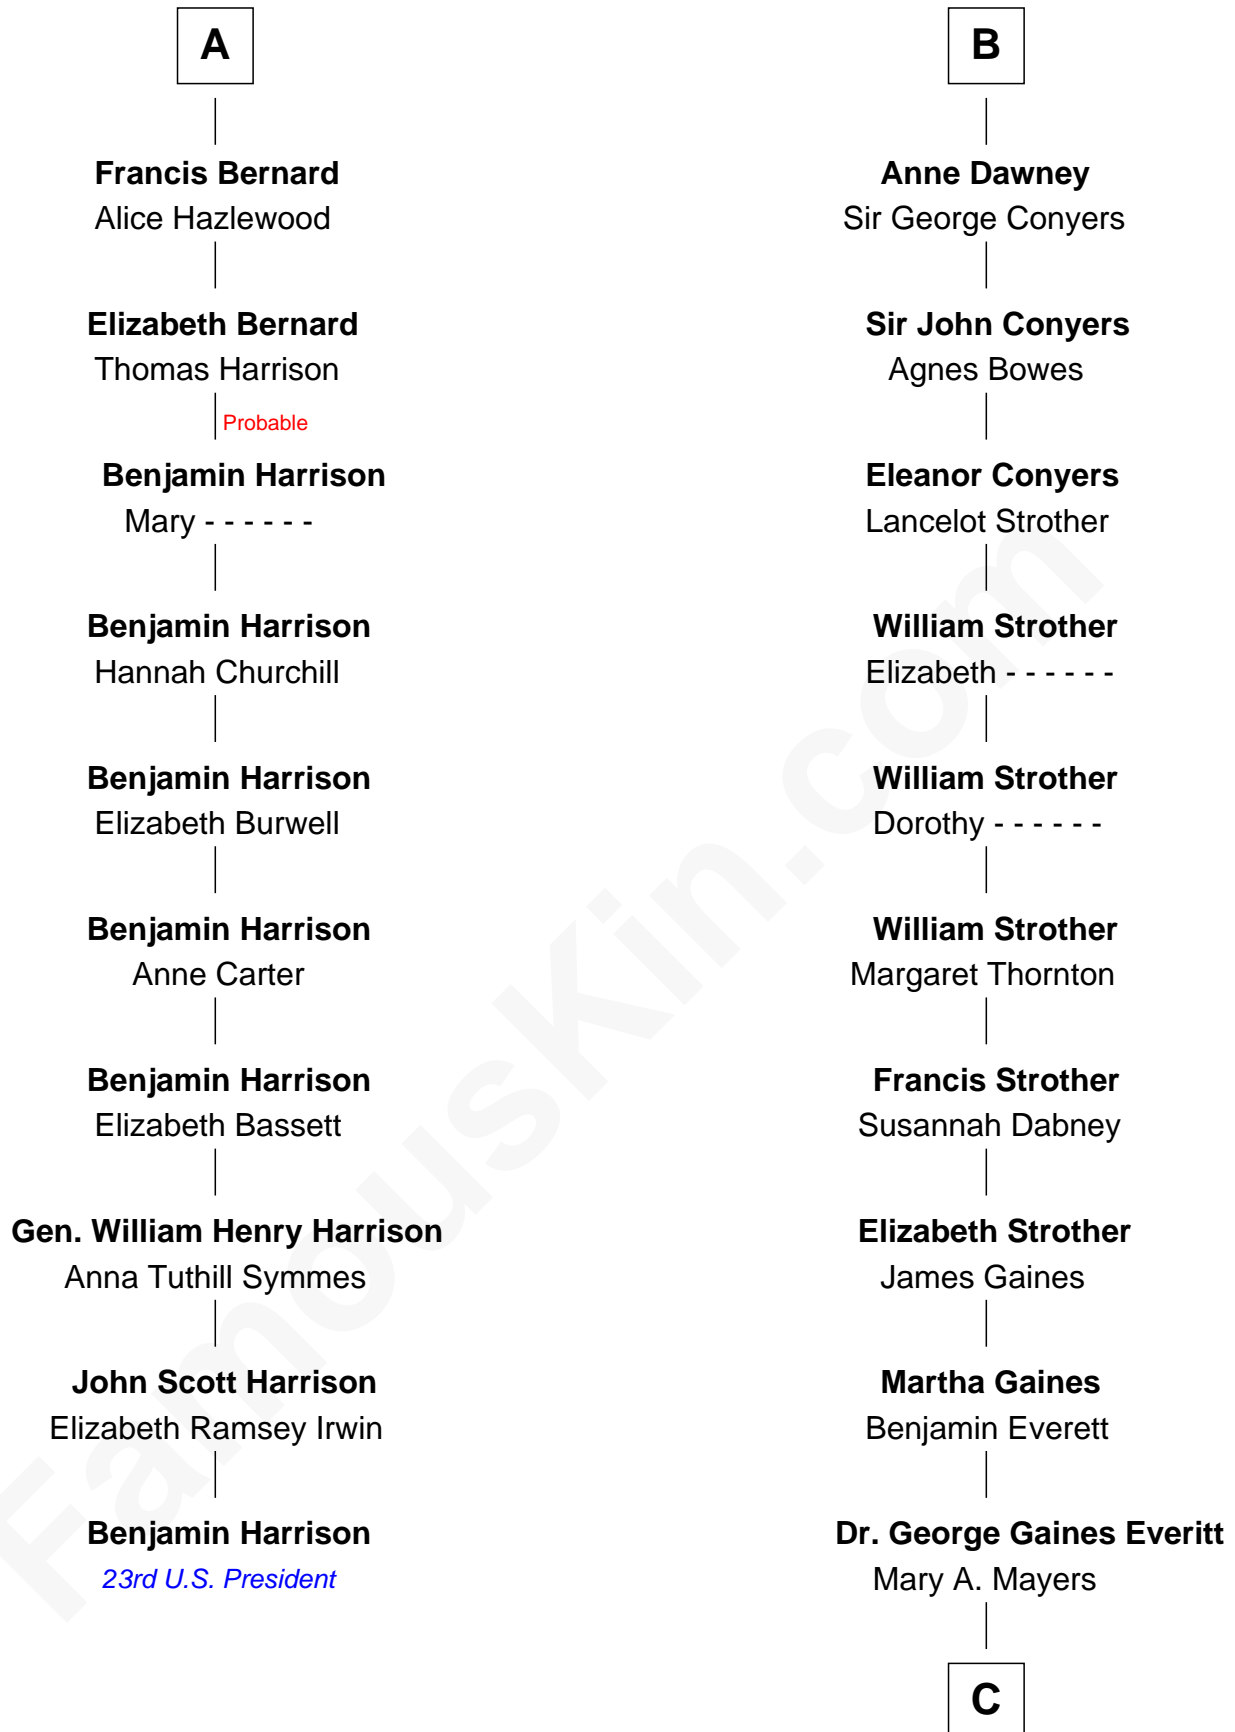 A
Francis Bernard
Alice Hazlewood
Elizabeth Bernard
Thomas Harrison
Probable
Benjamin Harrison
Mary - - - - - -
Benjamin Harrison
Hannah Churchill
Benjamin Harrison
Elizabeth Burwell
Benjamin Harrison
Anne Carter
Benjamin Harrison
Elizabeth Bassett
Gen. William Henry Harrison
Anna Tuthill Symmes
John Scott Harrison
Elizabeth Ramsey Irwin
Benjamin Harrison
23rd U.S. President
B
Anne Dawney
Sir George Conyers
Sir John Conyers
Agnes Bowes
Eleanor Conyers
Lancelot Strother
William Strother
Elizabeth - - - - - -
William Strother
Dorothy - - - - - -
William Strother
Margaret Thornton
Francis Strother
Susannah Dabney
Elizabeth Strother
James Gaines
Martha Gaines
Benjamin Everett
Dr. George Gaines Everitt
Mary A. Mayers
C
FamousKin.com